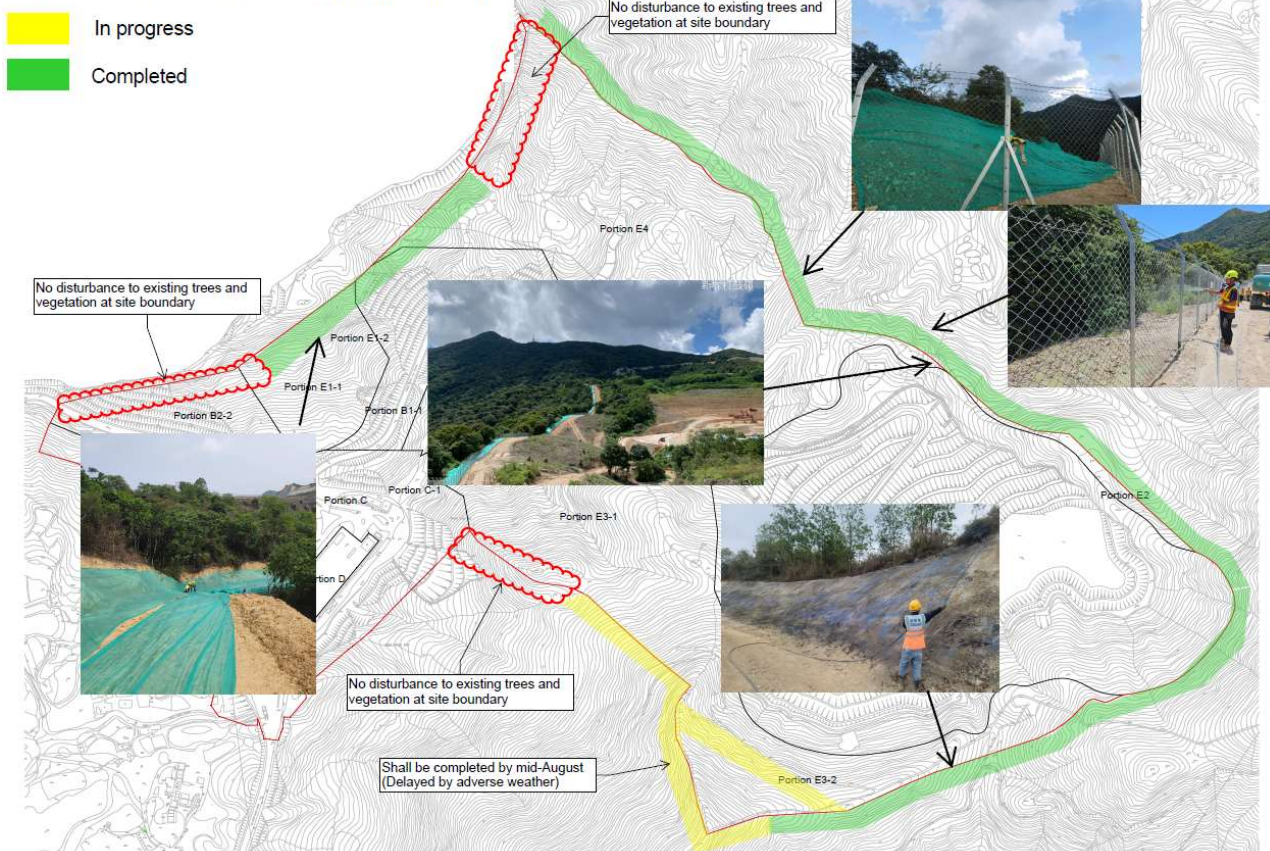 In progress
Completed
No disturbance to existing trees and
vegetation at site boundary
Portion E4
No disturbance to existing trees and
vegetation at site boundary
Portion E1-2
Portion E1-1
Portion B2-2
Portion B1-1
Portion E2
Portion C-1
Portion C
Portion E3-1
Portion D
No disturbance to existing trees and
vegetation at site boundary
Shall be completed by mid-August
(Delayed by adverse weather)
Portion E3-2